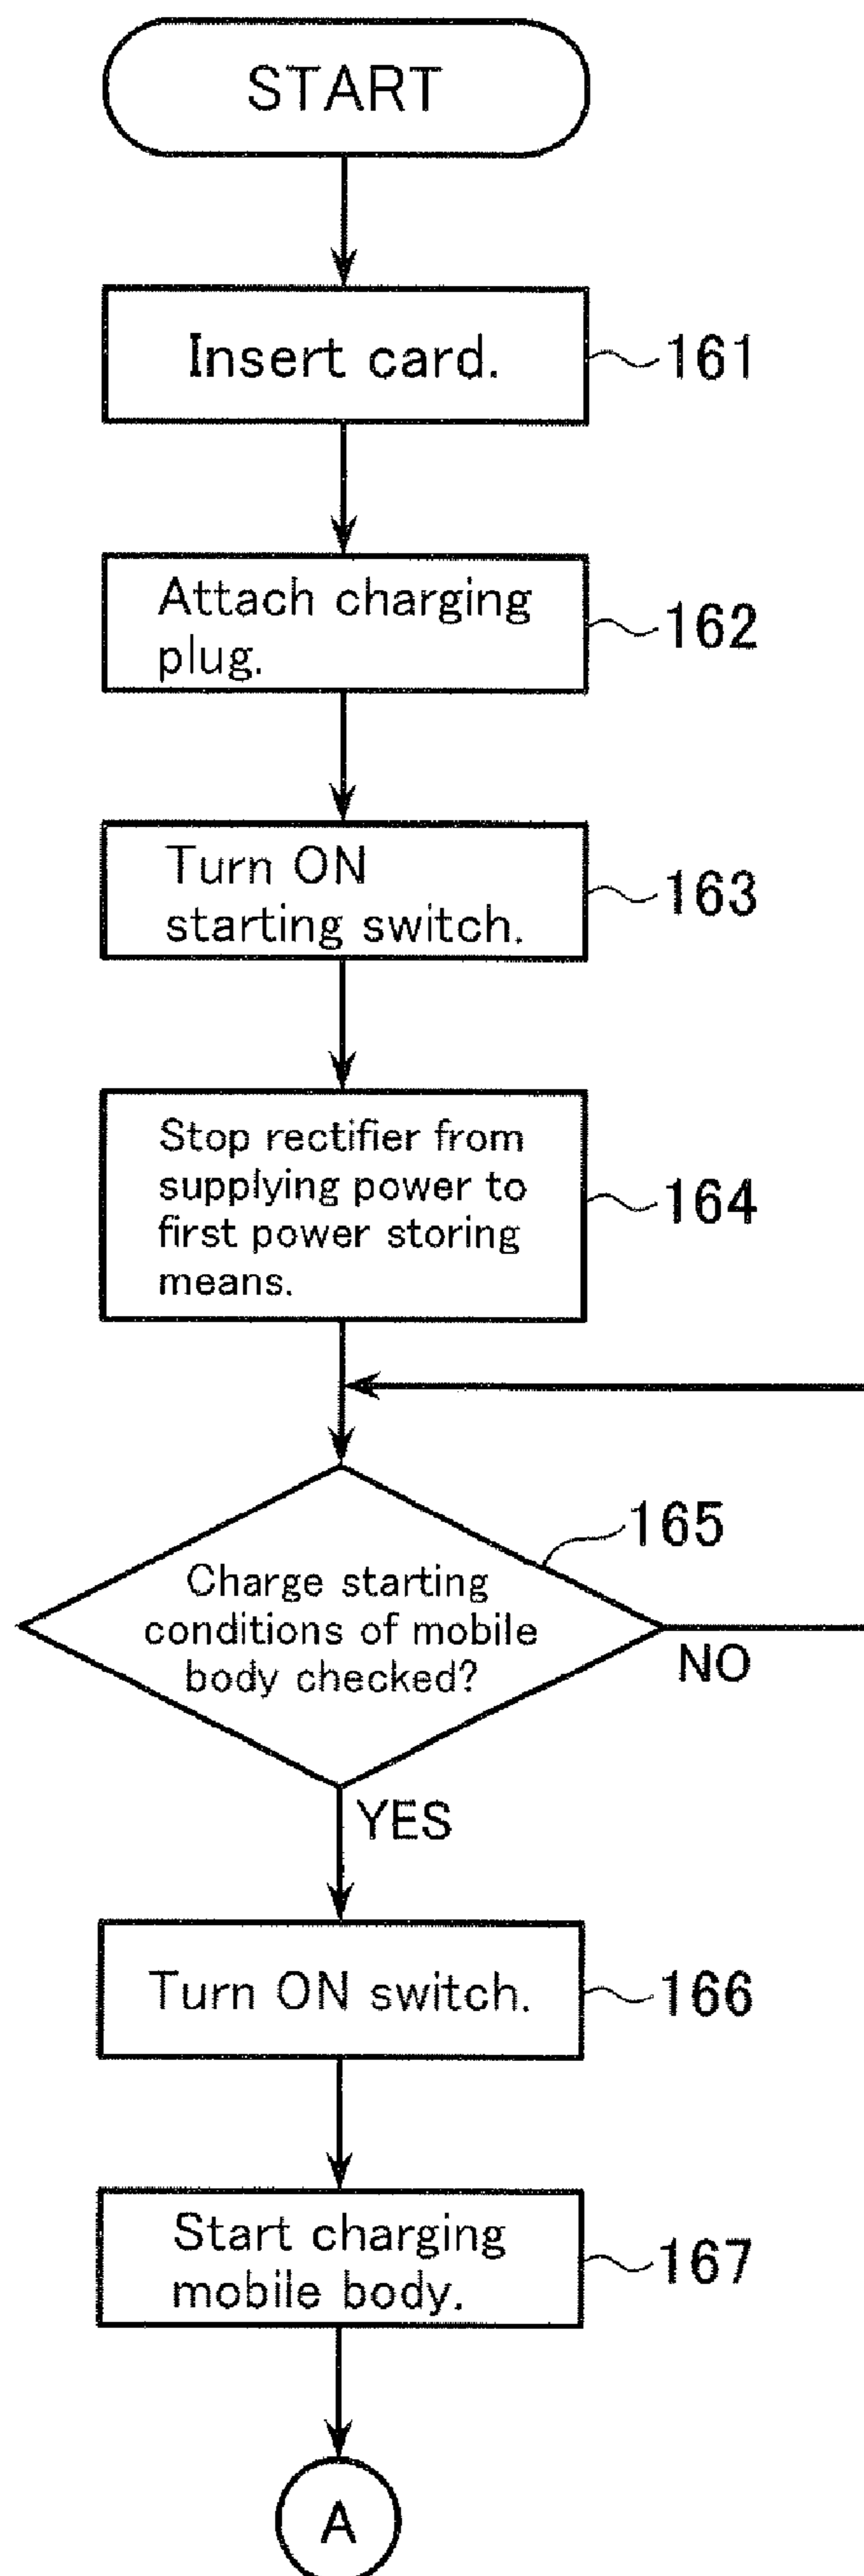 START
Insert card.
161
Attach charging
plug.
162
Turn ON
starting switch.
163
Stop rectifier from
supplying power to
first power storing
means.
164
165
Charge starting
conditions of mobile
body checked?
NO
YES
Turn ON switch.
166
Start charging
mobile body.
167
A